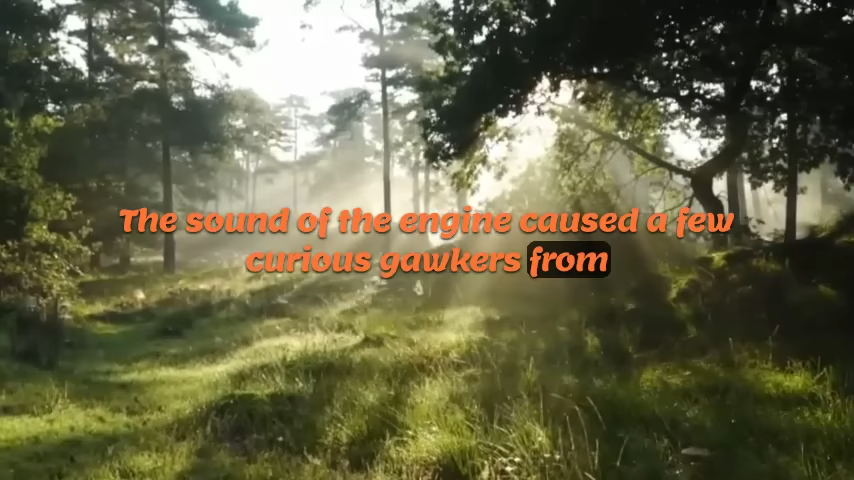 The sound of the engine caused a few
curious gawkers from